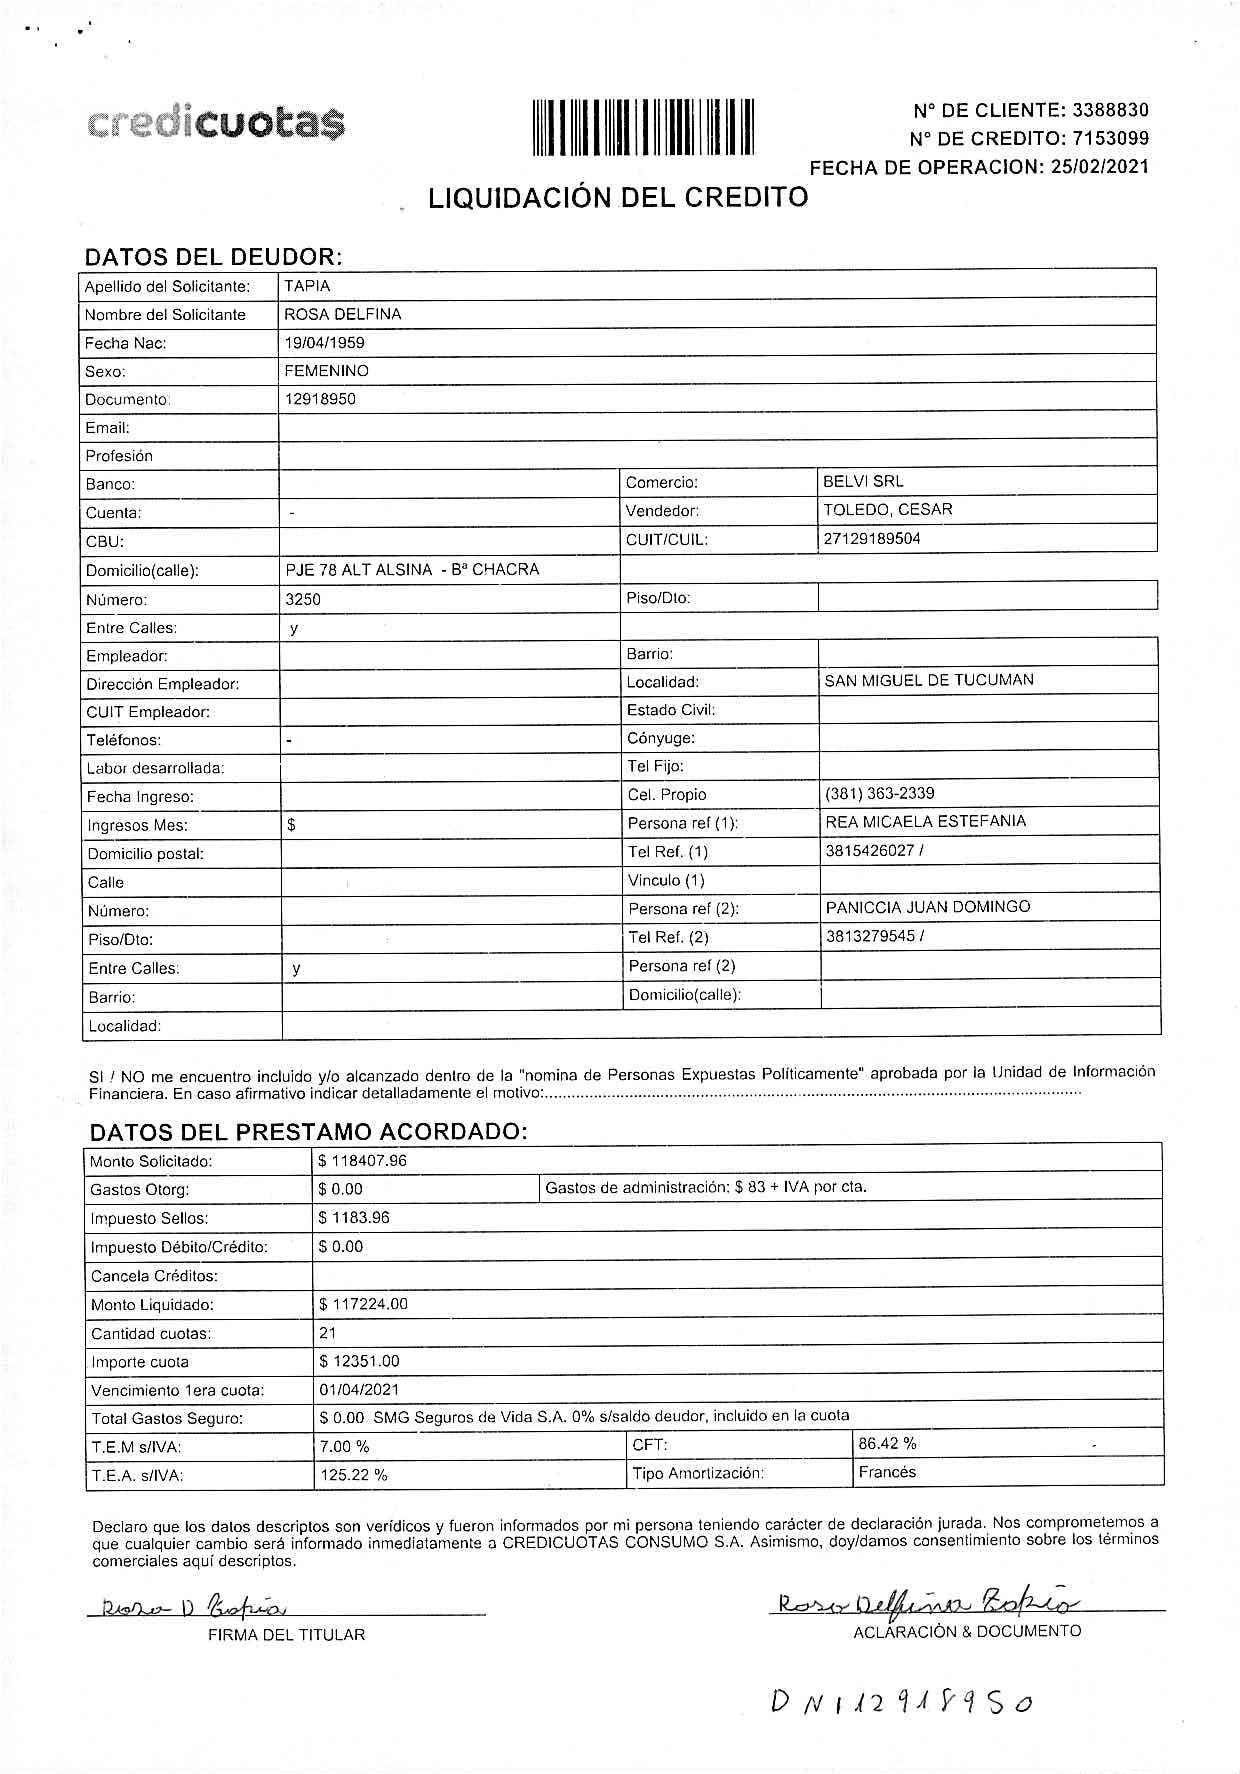 credicuotas
N° DE CLIENTE: 3388830
N° DE CREDITO: 7153099
FECHA DE OPERACION: 25/02/2021
LIQUIDACIÓN DEL CREDITO
DATOS DEL DEUDOR:
Apellido del Solicitante: TAPIA
Nombre del Solicitante ROSA DELFINA
Fecha Nac: 19/04/1959
Sexo: FEMENINO
Documento: 12918950
Email:
Profesión
Banco: Comercio: BELVI SRL
Cuenta: - Vendedor: TOLEDO, CESAR
CBU: CUIT/CUIL: 27129189504
Domicilio(calle): PJE 78 ALT ALSINA - Bª CHACRA
Número: 3250 Piso/Dto:
Entre Calles: y
Empleador: Barrio:
Dirección Empleador: Localidad: SAN MIGUEL DE TUCUMAN
CUIT Empleador: Estado Civil:
Teléfonos: - Cónyuge:
Labor desarrollada: Tel Fijo:
Fecha Ingreso: Cel. Propio (381) 363-2339
Ingresos Mes: $ Persona ref (1): REA MICAELA ESTEFANIA
Domicilio postal: Tel Ref. (1) 3815426027 /
Calle Vinculo (1)
Número: Persona ref (2): PANICCIA JUAN DOMINGO
Piso/Dto: Tel Ref. (2) 3813279545 /
Entre Calles: y Persona ref (2)
Barrio: Domicilio(calle):
Localidad:
SI / NO me encuentro incluido y/o alcanzado dentro de la "nomina de Personas Expuestas Políticamente" aprobada por la Unidad de Información
Financiera. En caso afirmativo indicar detalladamente el motivo:........................................................................................................................
DATOS DEL PRESTAMO ACORDADO:
Monto Solicitado: $ 118407.96
Gastos Otorg: $ 0.00 Gastos de administración: $ 83 + IVA por cta.
Impuesto Sellos: $ 1183.96
Impuesto Débito/Crédito: $ 0.00
Cancela Créditos:
Monto Liquidado: $ 117224.00
Cantidad cuotas: 21
Importe cuota $ 12351.00
Vencimiento 1era cuota: 01/04/2021
Total Gastos Seguro: $ 0.00 SMG Seguros de Vida S.A. 0% s/saldo deudor, incluido en la cuota
T.E.M s/IVA: 7.00 % CFT: 86.42 %
T.E.A. s/IVA: 125.22 % Tipo Amortización: Francés
Declaro que los datos descriptos son verídicos y fueron informados por mi persona teniendo carácter de declaración jurada. Nos comprometemos a
que cualquier cambio será informado inmediatamente a CREDICUOTAS CONSUMO S.A. Asimismo, doy/damos consentimiento sobre los términos
comerciales aquí descriptos.
Rosa D Tapia Rosa Delfina Tapia
FIRMA DEL TITULAR ACLARACIÓN & DOCUMENTO
DNI 12918950